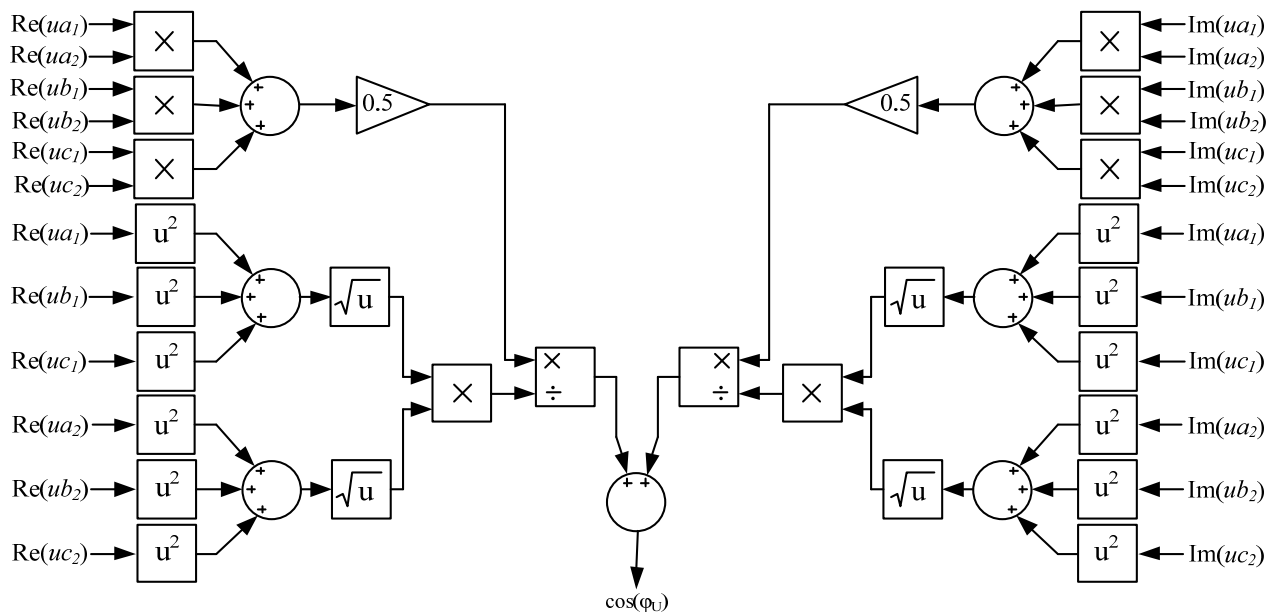 Re(ua₁)
Re(ua₂)
×
Re(ub₁)
Re(ub₂)
×
Re(uc₁)
Re(uc₂)
×
+
+
+
0.5
Re(ua₁)
u²
Re(ub₁)
u²
Re(uc₁)
u²
+
+
+
√u
Re(ua₂)
u²
Re(ub₂)
u²
Re(uc₂)
u²
+
+
+
√u
×
×
÷
Im(ua₁)
Im(ua₂)
×
Im(ub₁)
Im(ub₂)
×
Im(uc₁)
Im(uc₂)
×
+
+
+
0.5
Im(ua₁)
u²
Im(ub₁)
u²
Im(uc₁)
u²
+
+
+
√u
Im(ua₂)
u²
Im(ub₂)
u²
Im(uc₂)
u²
+
+
+
√u
×
×
÷
+ +
cos(φU)